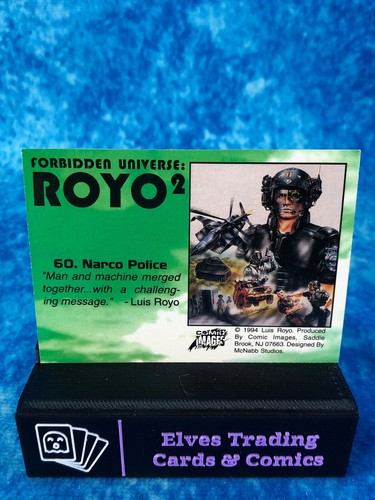 FORBIDDEN UNIVERSE:
ROYO²
60. Narco Police
"Man and machine merged
together...with a challeng-
ing message." - Luis Royo
COMIC
IMAGES
© 1994 Luis Royo. Produced
By Comic Images, Saddle
Brook, NJ 07663. Designed By
McNabb Studios.
Elves Trading
Cards & Comics